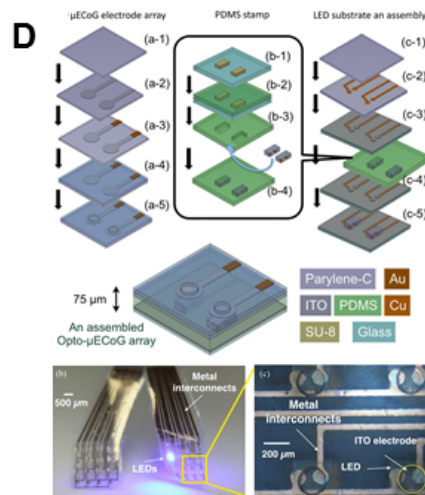 D
-μECoG electrode array
PDMS stamp
LED substrate an assembly
(a-1)
(a-2)
(a-3)
(a-4)
(a-5)
(b-1)
(b-2)
(b-3)
(b-4)
(c-1)
(c-2)
(c-3)
(c-4)
(c-5)
75 μm
An assembled
Opto-μECoG array
Parylene-C
Au
ITO
PDMS
Cu
SU-8
Glass
(b)
500 μm
Metal
interconnects
LEDs
(c)
Metal
interconnects
200 μm
ITO electrode
LED